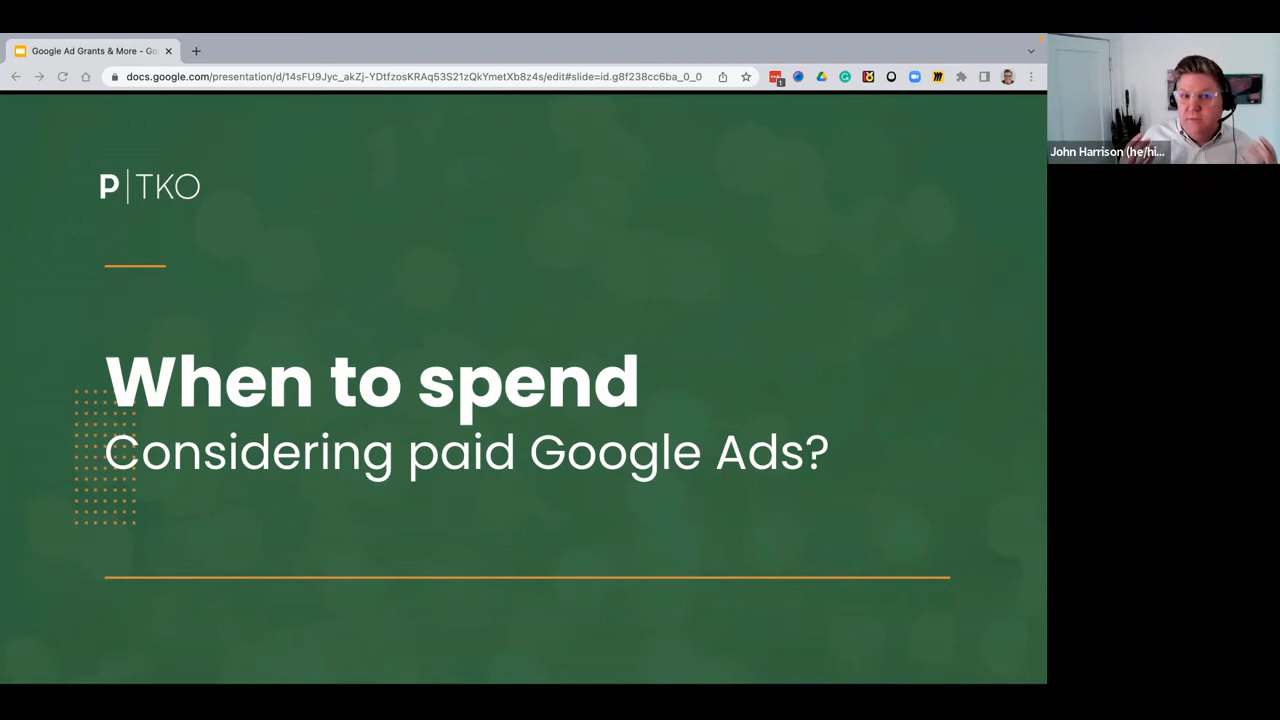 Google Ad Grants & More - Go
docs.google.com/presentation/d/14sFU9Jyc_akZj-YDtfzosKRAq53S21zQkYmetXb8z4s/edit#slide=id.g8f238cc6ba_0_0
1
John Harrison (he/hi...
P|TKO
When to spend
Considering paid Google Ads?